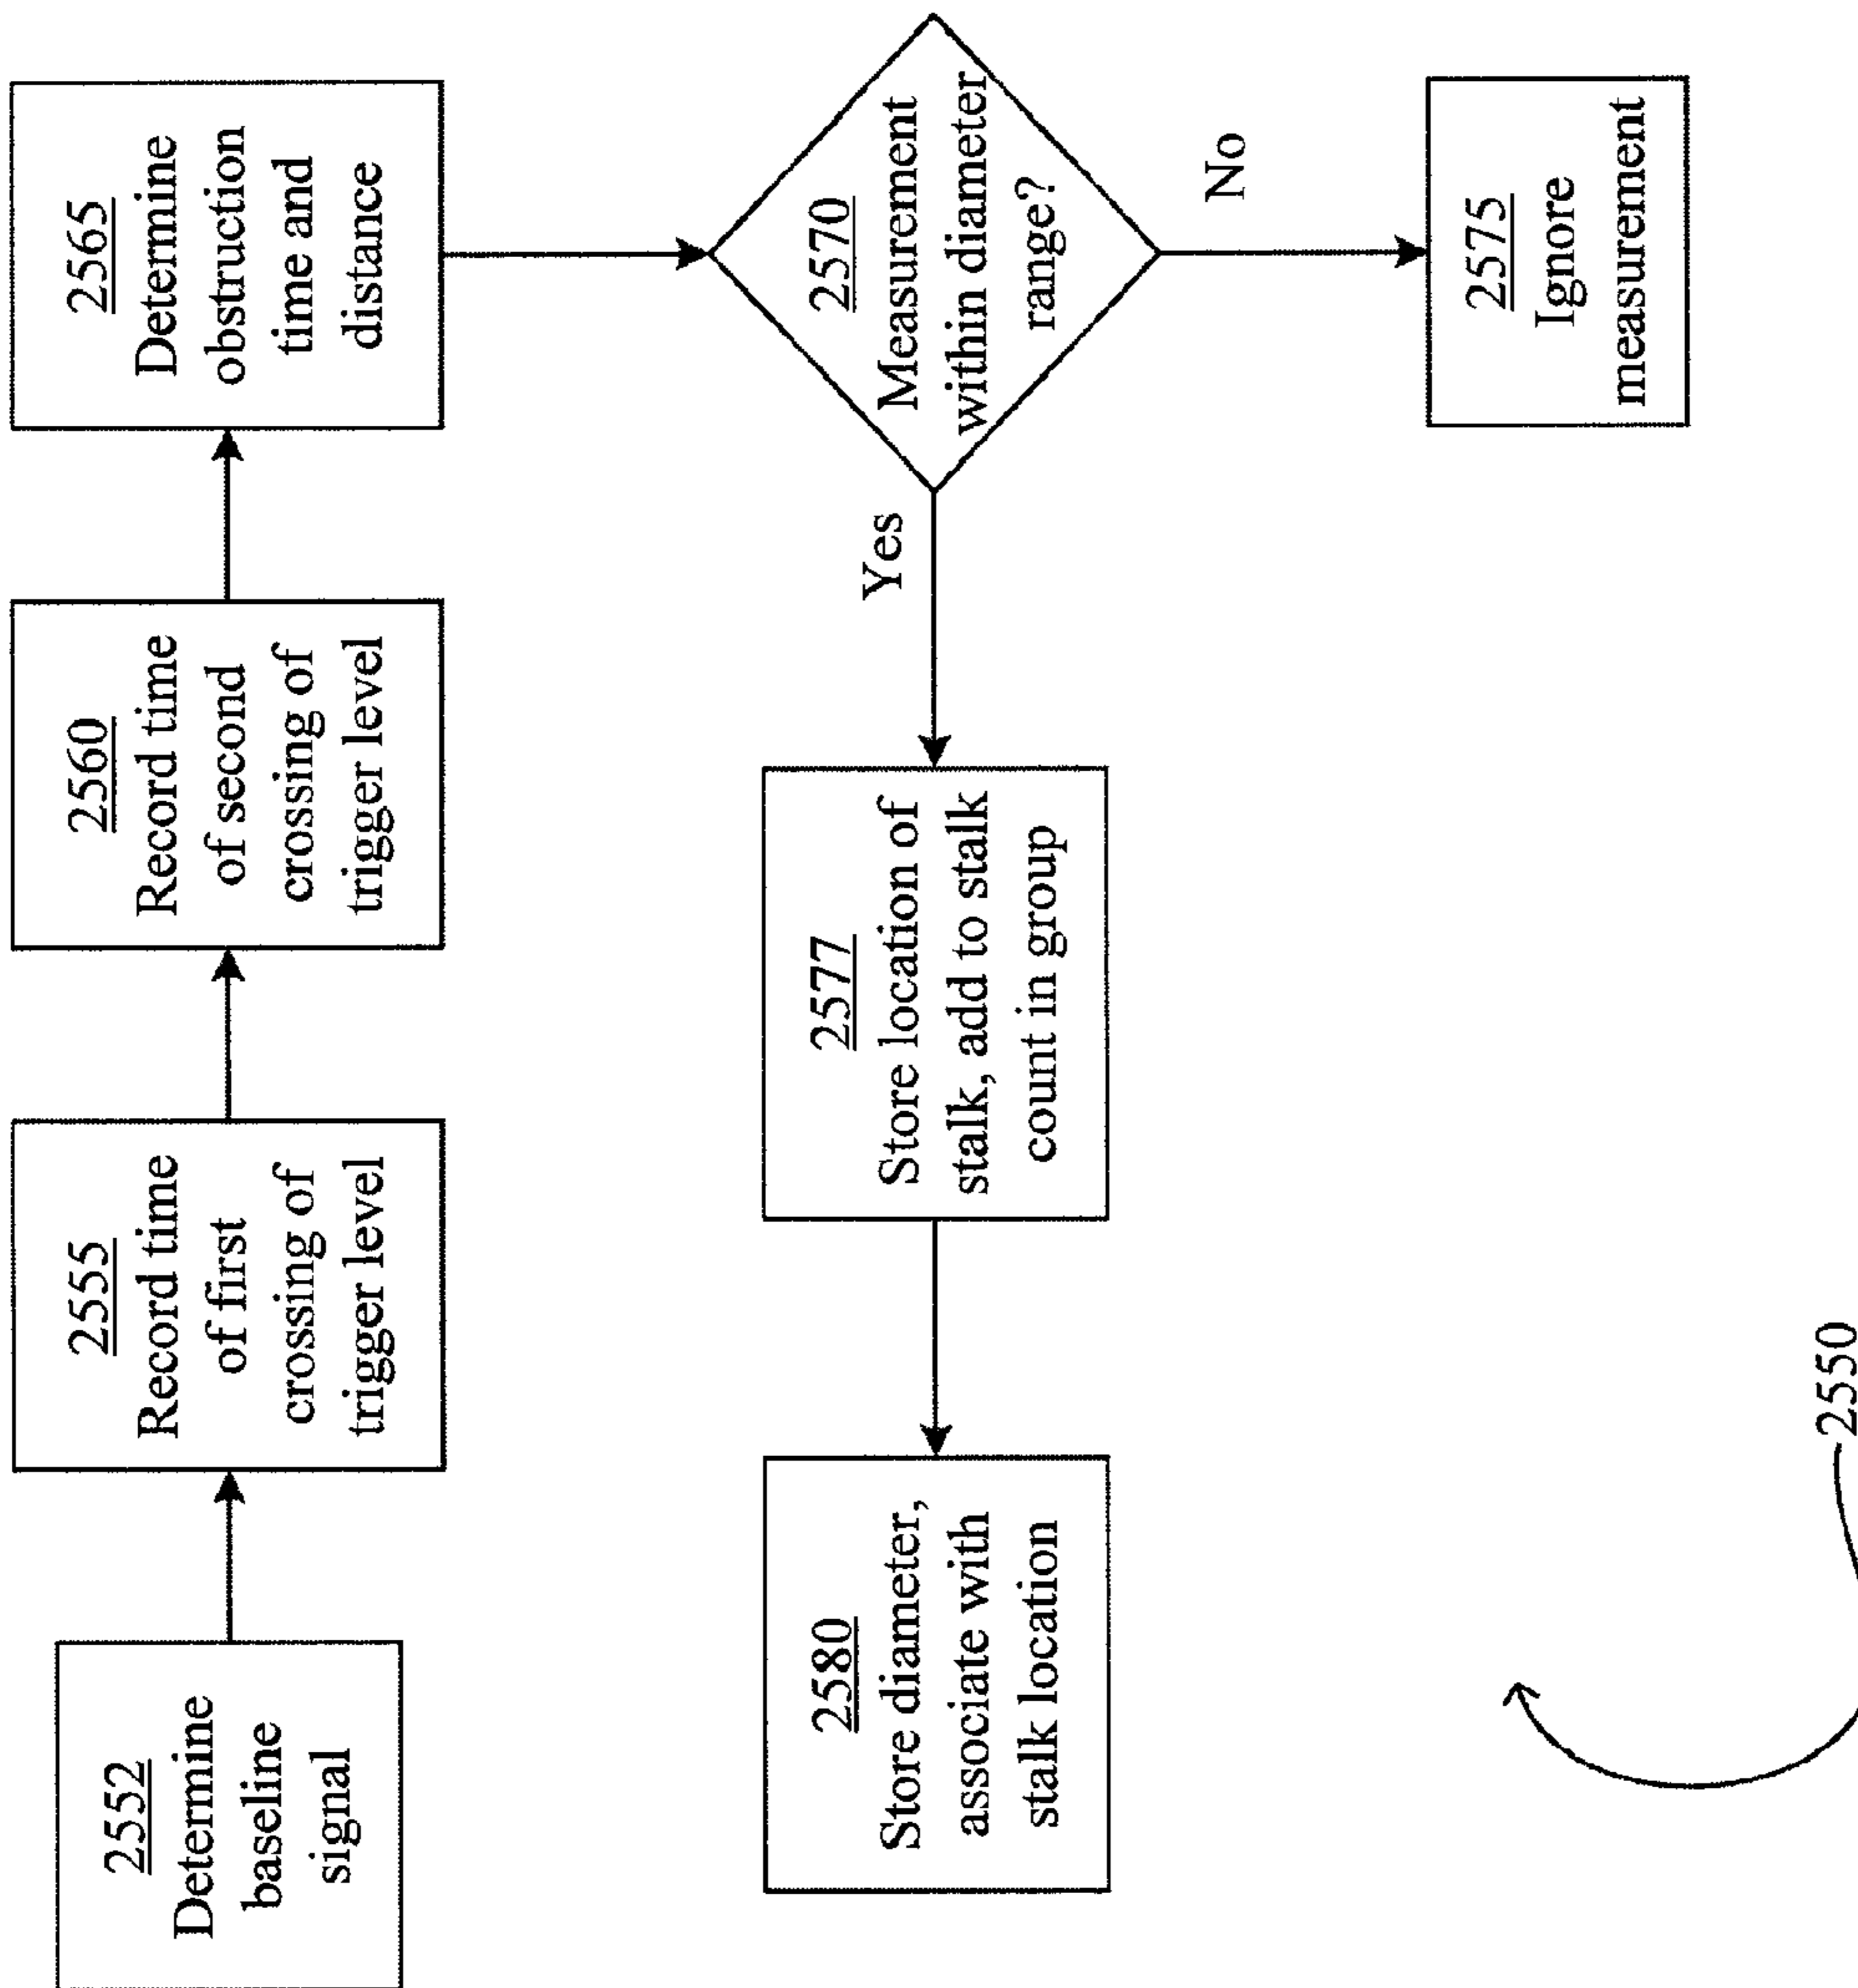 2552
Determine
baseline
signal
2555
Record time
of first
crossing of
trigger level
2560
Record time
of second
crossing of
trigger level
2565
Determine
obstruction
time and
distance
2570
Measurement
within diameter
range?
Yes
No
2575
Ignore
measurement
2577
Store location of
stalk, add to stalk
count in group
2580
Store diameter,
associate with
stalk location
2550